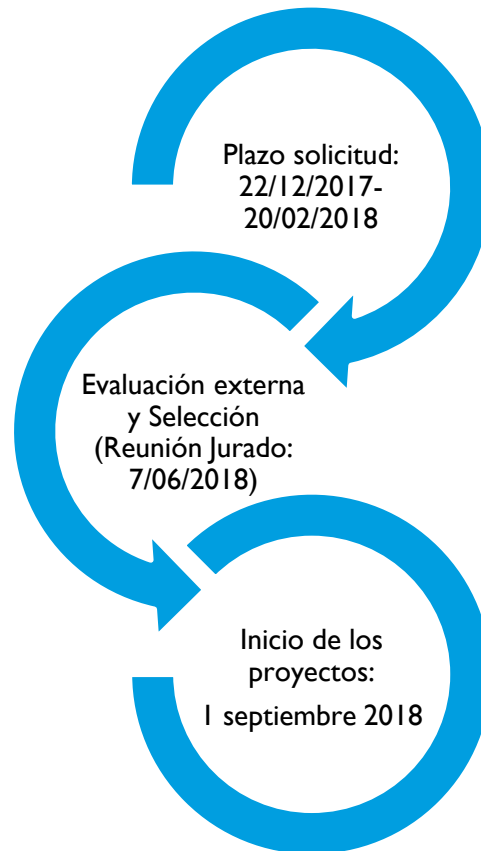 Plazo solicitud:
22/12/2017-
20/02/2018
Evaluación externa
y Selección
(Reunión Jurado:
7/06/2018)
Inicio de los
proyectos:
1 septiembre 2018